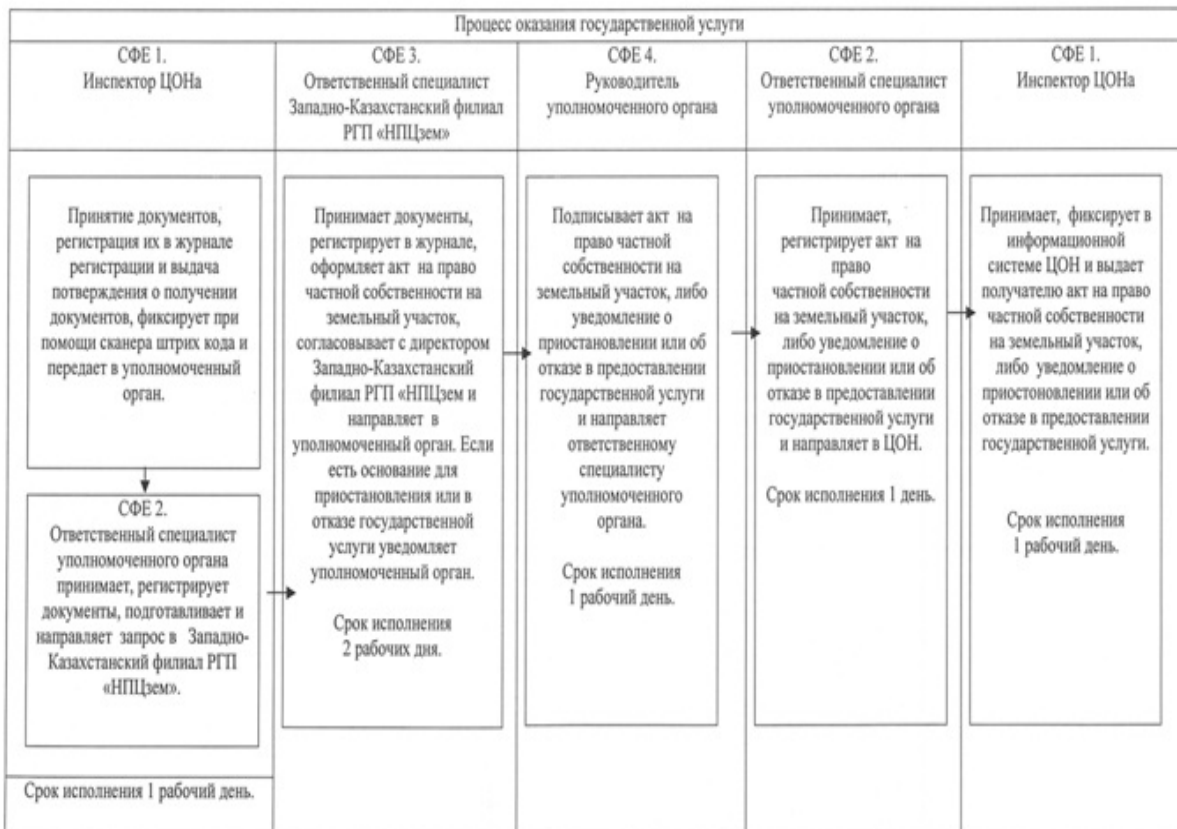 Процесс оказания государственной услуги
СФЕ 1.
Инспектор ЦОНа
СФЕ 3.
Ответственный специалист
Западно-Казахстанский филиал
РГП «НПЦзем»
СФЕ 4.
Руководитель
уполномоченного органа
СФЕ 2.
Ответственный специалист
уполномоченного органа
СФЕ 1.
Инспектор ЦОНа
Принятие документов,
регистрация их в журнале
регистрации и выдача
потверждения о получении
документов, фиксирует при
помощи сканера штрих кода и
передает в уполномоченный
орган.
СФЕ 2.
Ответственный специалист
уполномоченного органа
принимает, регистрирует
документы, подготавливает и
направляет запрос в Западно-
Казахстанский филиал РГП
«НПЦзем».
Срок исполнения 1 рабочий день.
Принимает документы,
регистрирует в журнале,
оформляет акт на право
частной собственности на
земельный участок,
согласовывает с директором
Западно-Казахстанский
филиал РГП «НПЦзем и
направляет в
уполномоченный орган. Если
есть основание для
приостановления или в
отказе государственной
услуги уведомляет
уполномоченный орган.
Срок исполнения
2 рабочих дня.
Подписывает акт на
право частной
собственности на
земельный участок, либо
уведомление о
приостановлении или об
отказе в предоставлении
государственной услуги
и направляет
ответственному
специалисту
уполномоченного
органа.
Срок исполнения
1 рабочий день.
Принимает,
регистрирует акт на
право
частной собственности
на земельный участок,
либо уведомление о
приостановлении или об
отказе в предоставлении
государственной услуги
и направляет в ЦОН.
Срок исполнения 1 день.
Принимает, фиксирует в
информационной
системе ЦОН и выдает
получателю акт на право
частной собственности
на земельный участок,
либо уведомление о
приостоновлении или об
отказе в предоставлении
государственной услуги.
Срок исполнения
1 рабочий день.